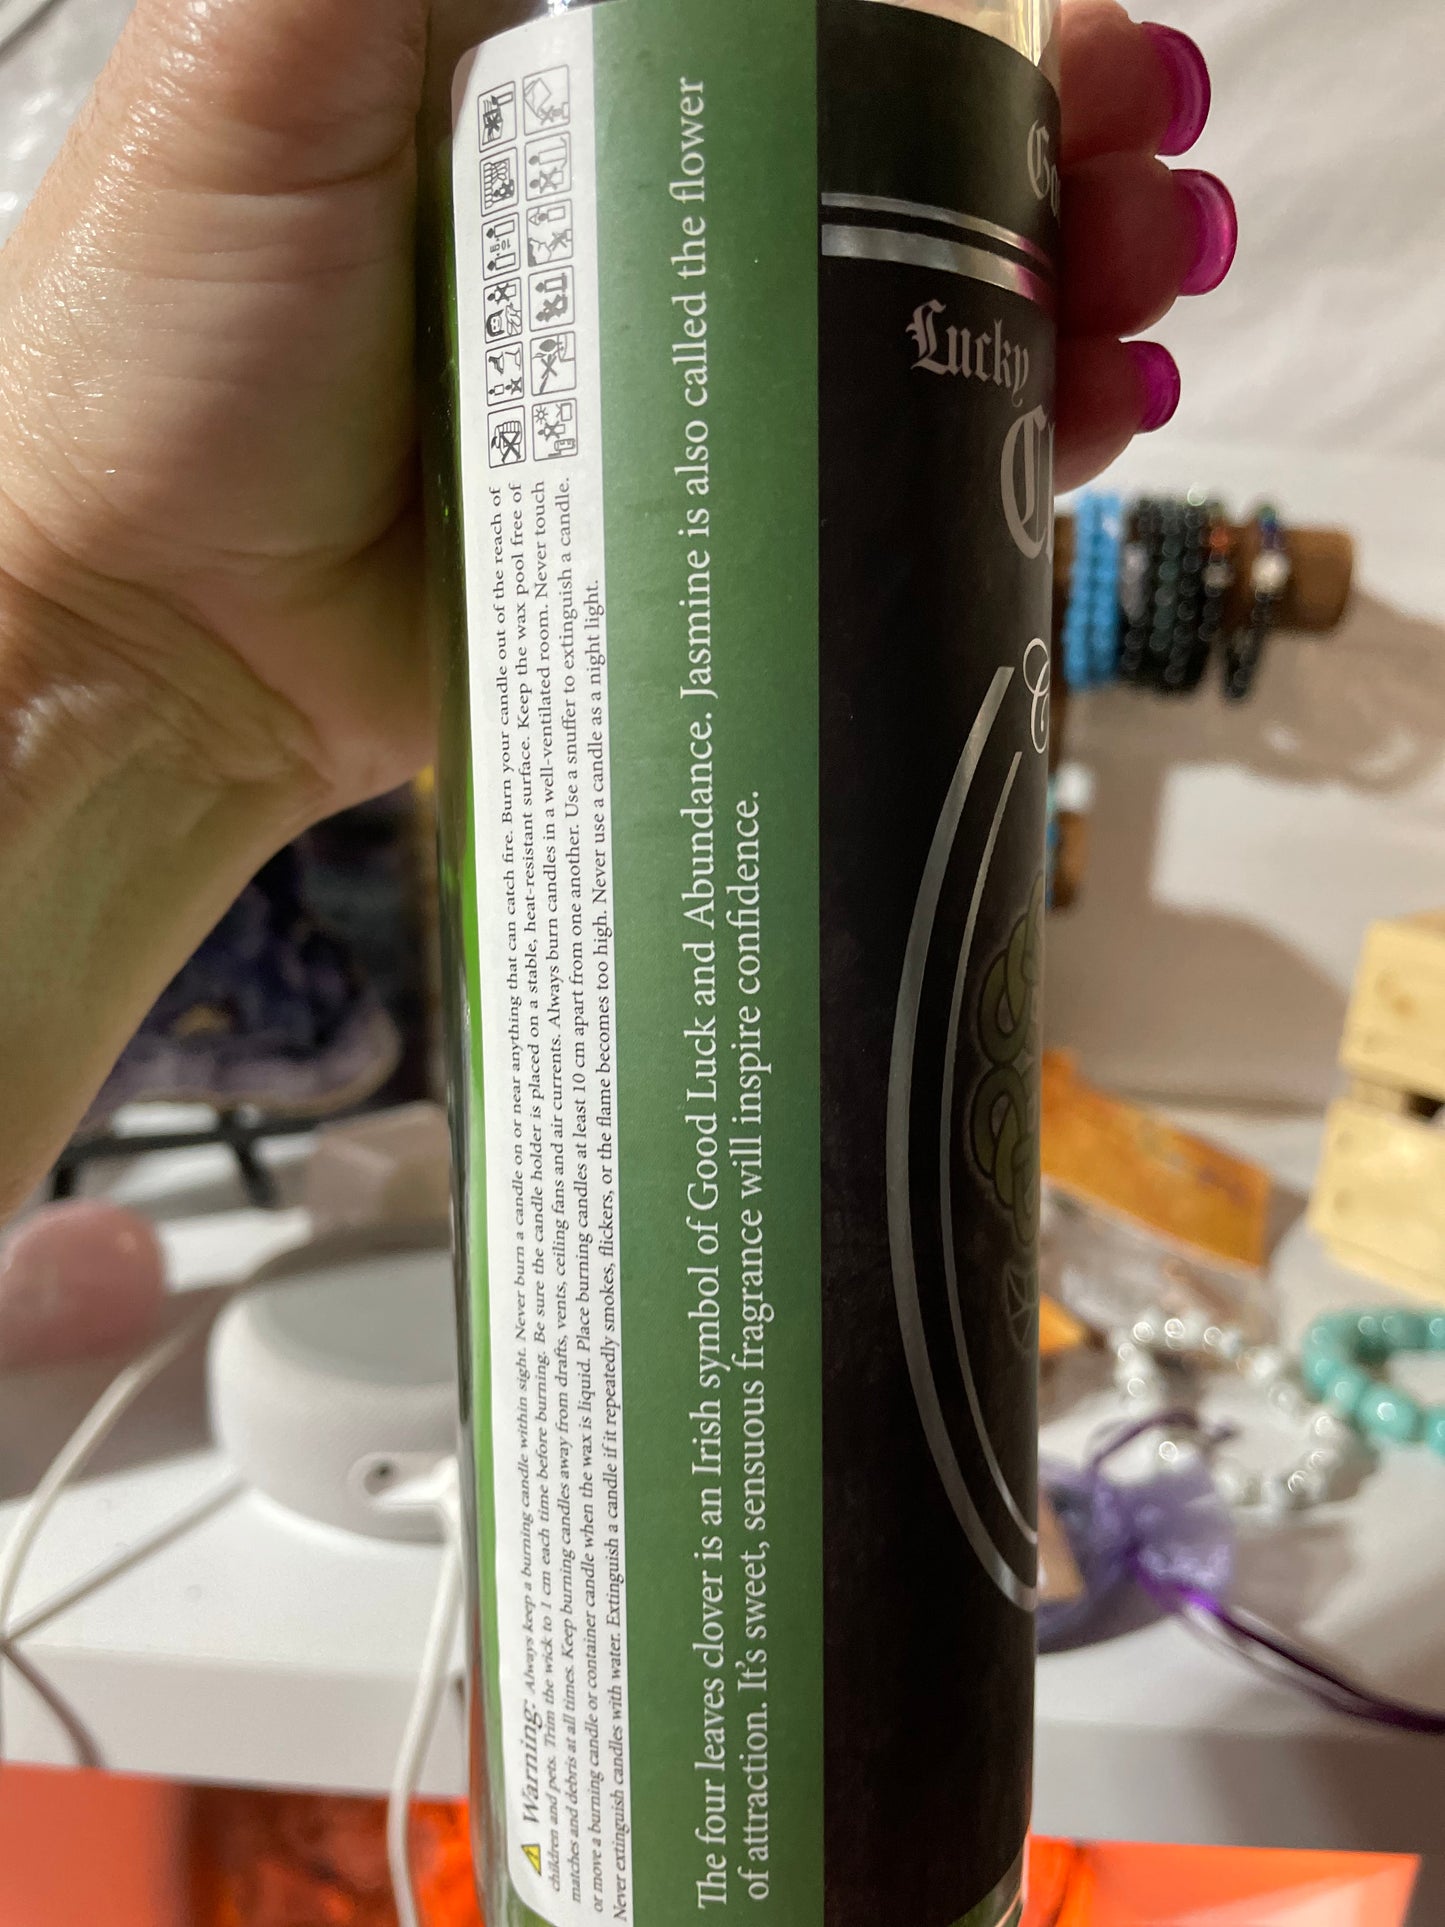 Warning: Always keep a burning candle within sight. Never burn a candle on or near anything that can catch fire. Burn your candle out of the reach of
children and pets. Trim the wick to 1 cm each time before burning. Be sure the candle holder is placed on a stable, heat-resistant surface. Keep the wax pool free of
matches and debris at all times. Keep burning candles away from drafts, vents, ceiling fans and air currents. Always burn candles in a well-ventilated room. Never touch
or move a burning candle or container candle when the wax is liquid. Place burning candles at least 10 cm apart from one another. Use a snuffer to extinguish a candle.
Never extinguish candles with water. Extinguish a candle if it repeatedly smokes, flickers, or the flame becomes too high. Never use a candle as a night light.
The four leaves clover is an Irish symbol of Good Luck and Abundance. Jasmine is also called the flower
of attraction. It's sweet, sensuous fragrance will inspire confidence.
Lucky